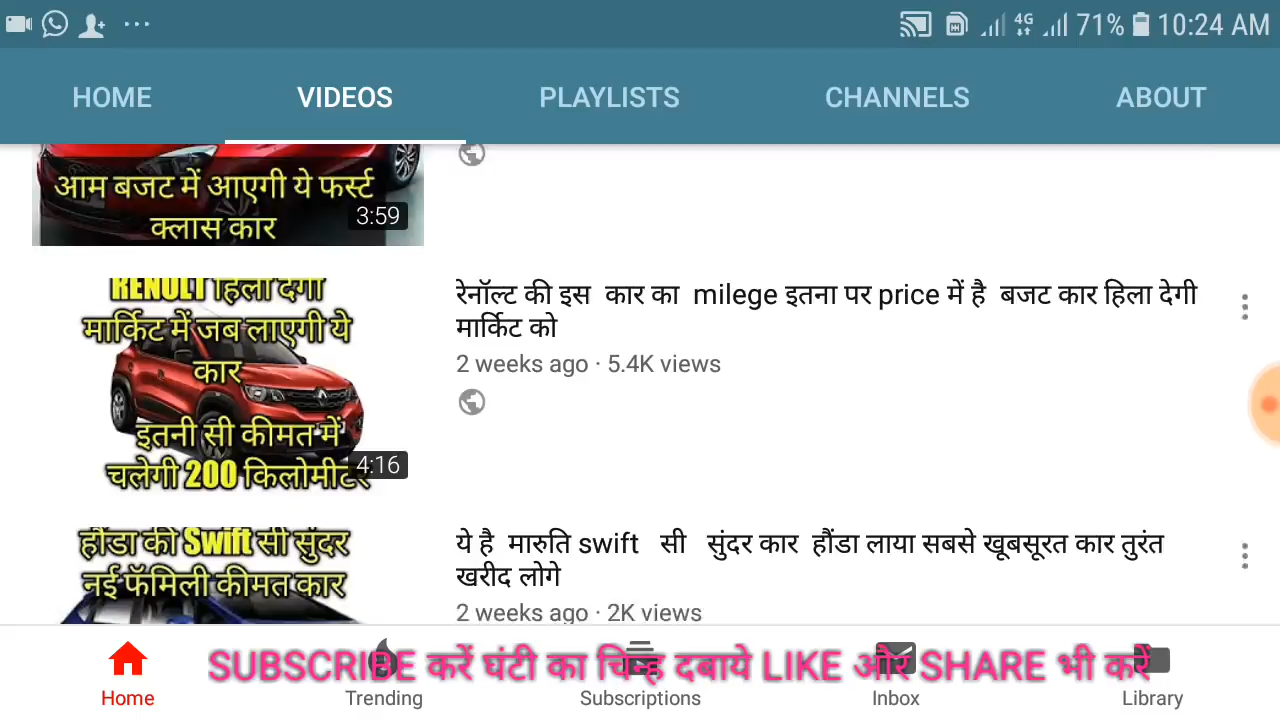 4G 71% 10:24 AM
HOME VIDEOS PLAYLISTS CHANNELS ABOUT
आम बजट में आएगी ये फर्स्ट
क्लास कार
3:59
RENULT हिला देगी
मार्किट में जब लाएगी ये
कार
इतनी सी कीमत में
चलेगी 200 किलोमीटर
4:16
रेनॉल्ट की इस कार का milege इतना पर price में है बजट कार हिला देगी
मार्किट को
2 weeks ago · 5.4K views
हौंडा की Swift सी सुंदर
नई फॅमिली कीमत कार
ये है मारुति swift सी सुंदर कार हौंडा लाया सबसे खूबसूरत कार तुरंत
खरीद लोगे
2 weeks ago · 2K views
SUBSCRIBE करें घंटी का चिन्ह दबाये LIKE और SHARE भी करें
Home Trending Subscriptions Inbox Library